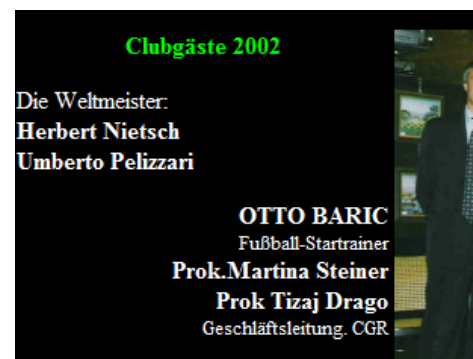 Clubgäste 2002
Die Weltmeister:
Herbert Nietsch
Umberto Pelizzari
OTTO BARIC
Fußball-Startrainer
Prok.Martina Steiner
Prok Tizaj Drago
Geschläftsleitung. CGR